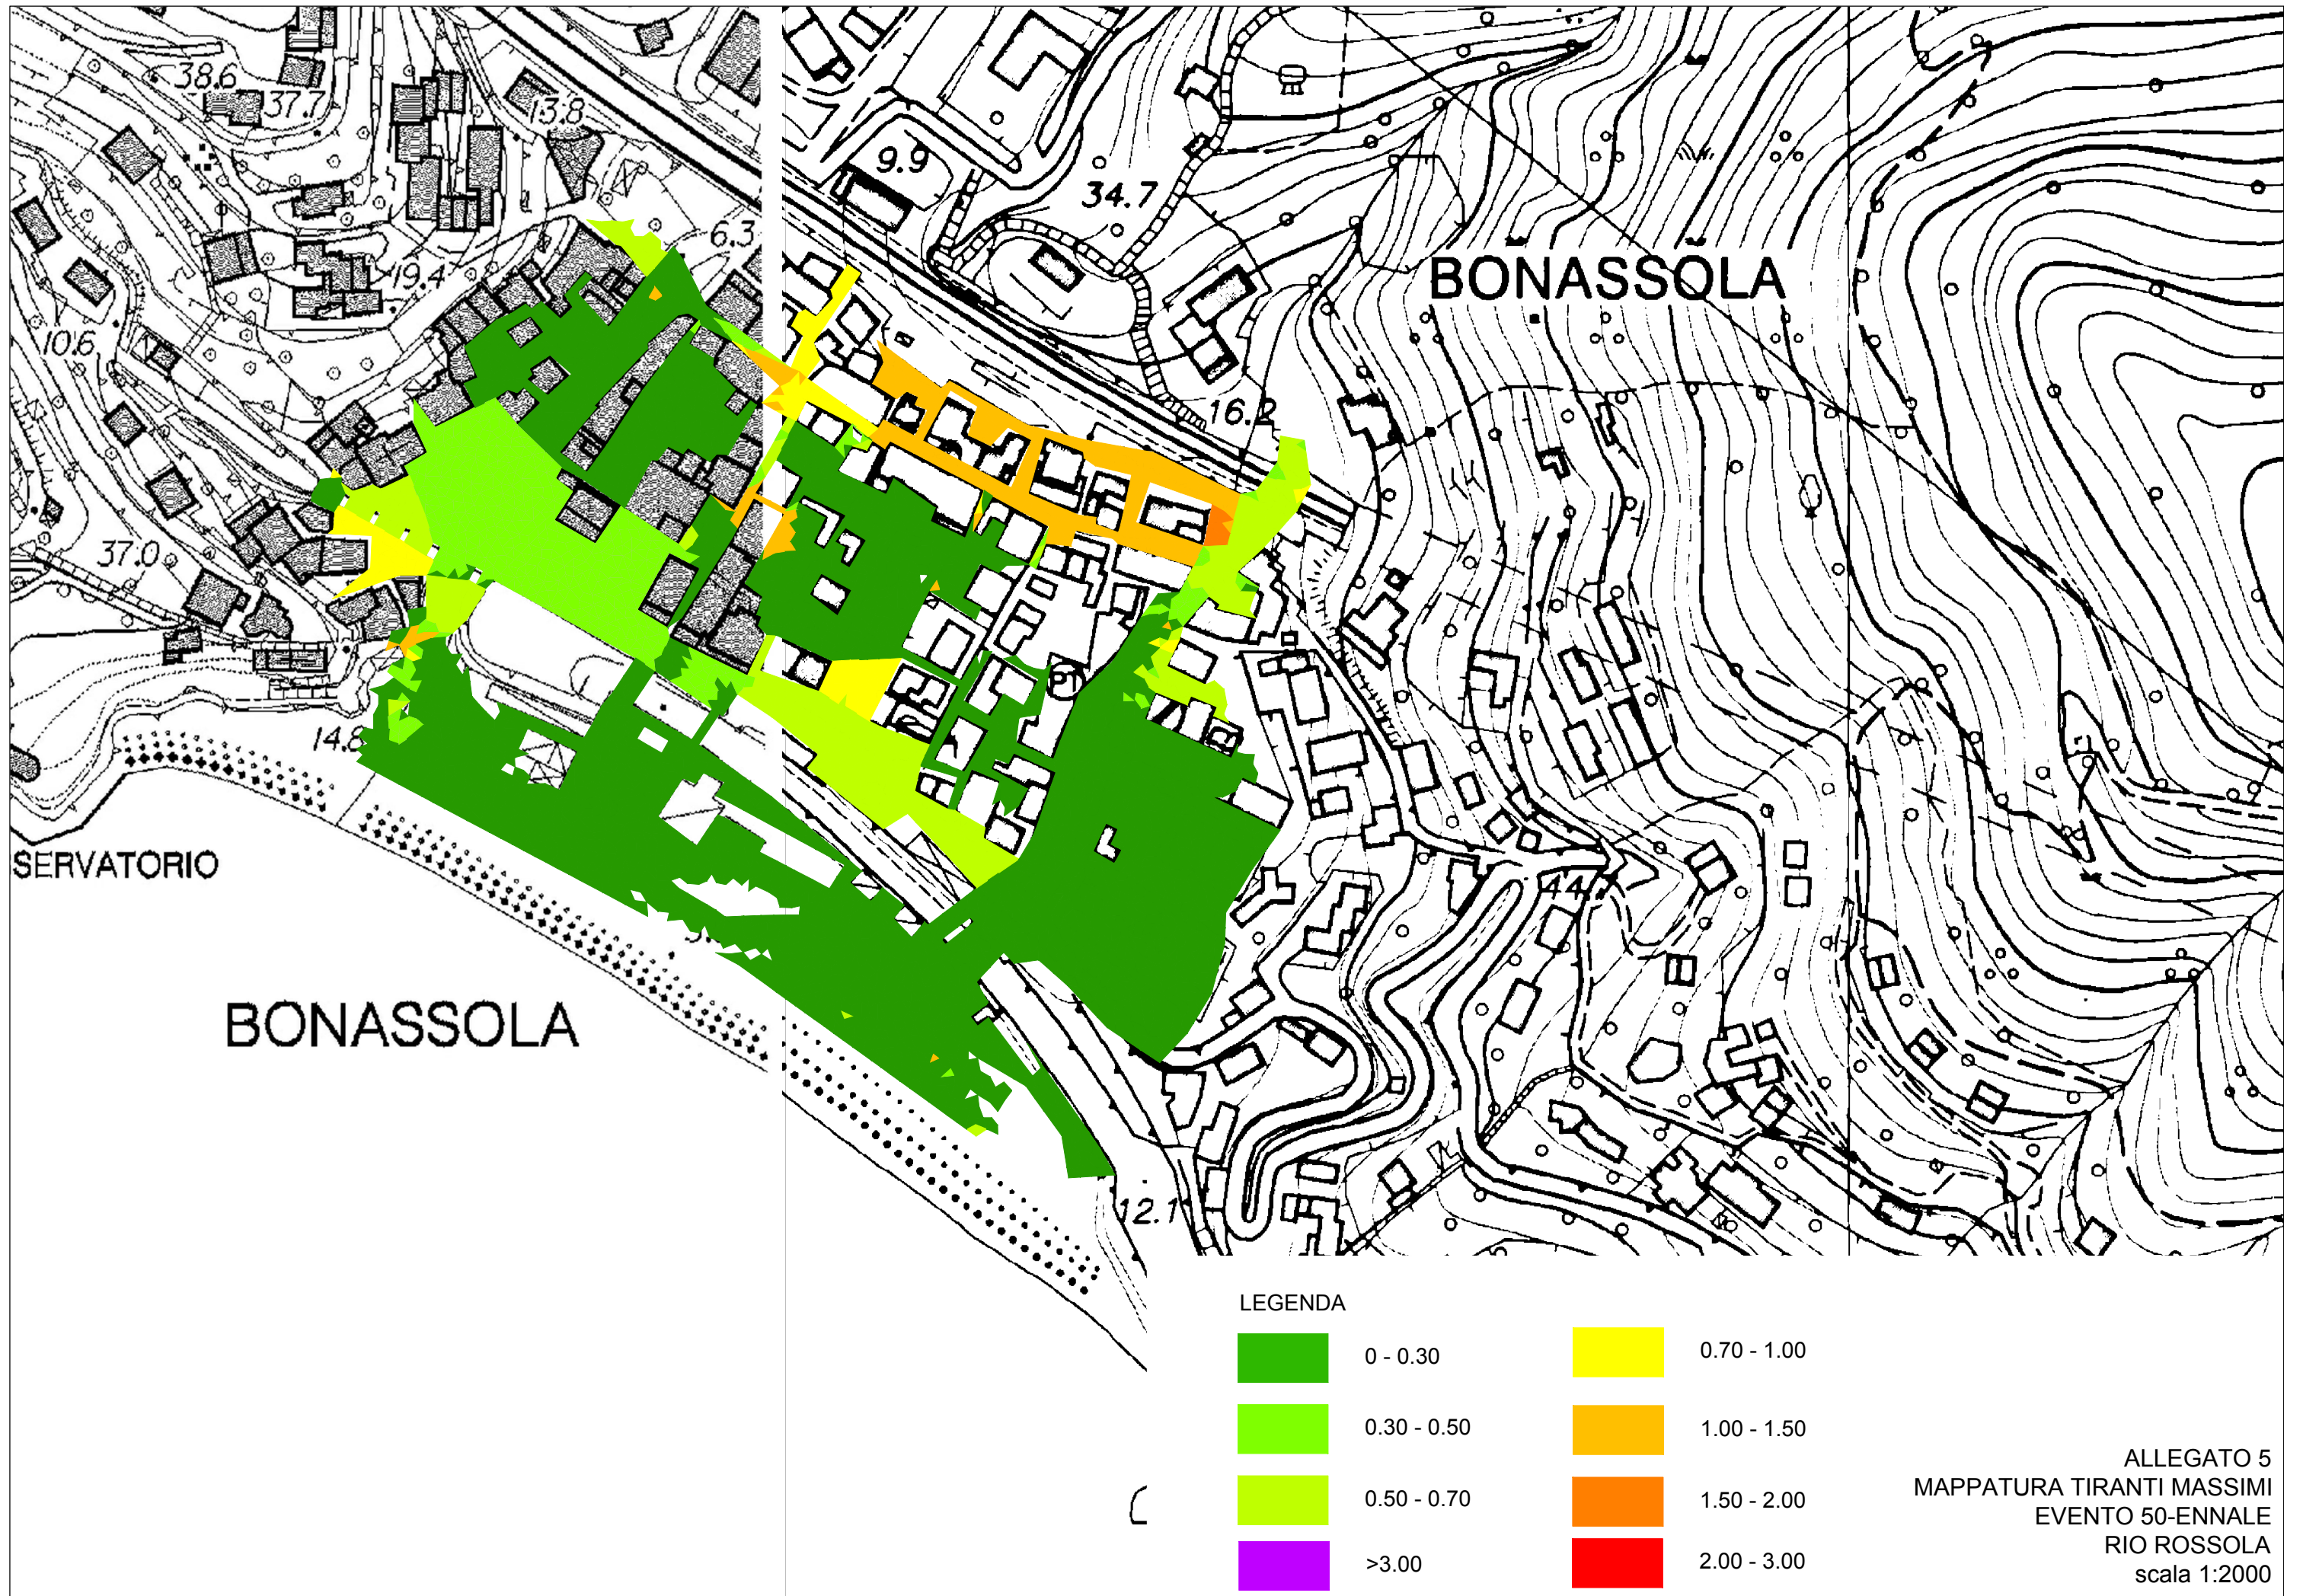 38.6
37.7
13.8
9.9
34.7
6.3
19.4
BONASSOLA
10.6
16.2
37.0
PT
14.8
SERVATORIO
44
BONASSOLA
12.1
LEGENDA
0 - 0.30
0.70 - 1.00
0.30 - 0.50
1.00 - 1.50
0.50 - 0.70
1.50 - 2.00
>3.00
2.00 - 3.00
ALLEGATO 5
MAPPATURA TIRANTI MASSIMI
EVENTO 50-ENNALE
RIO ROSSOLA
scala 1:2000